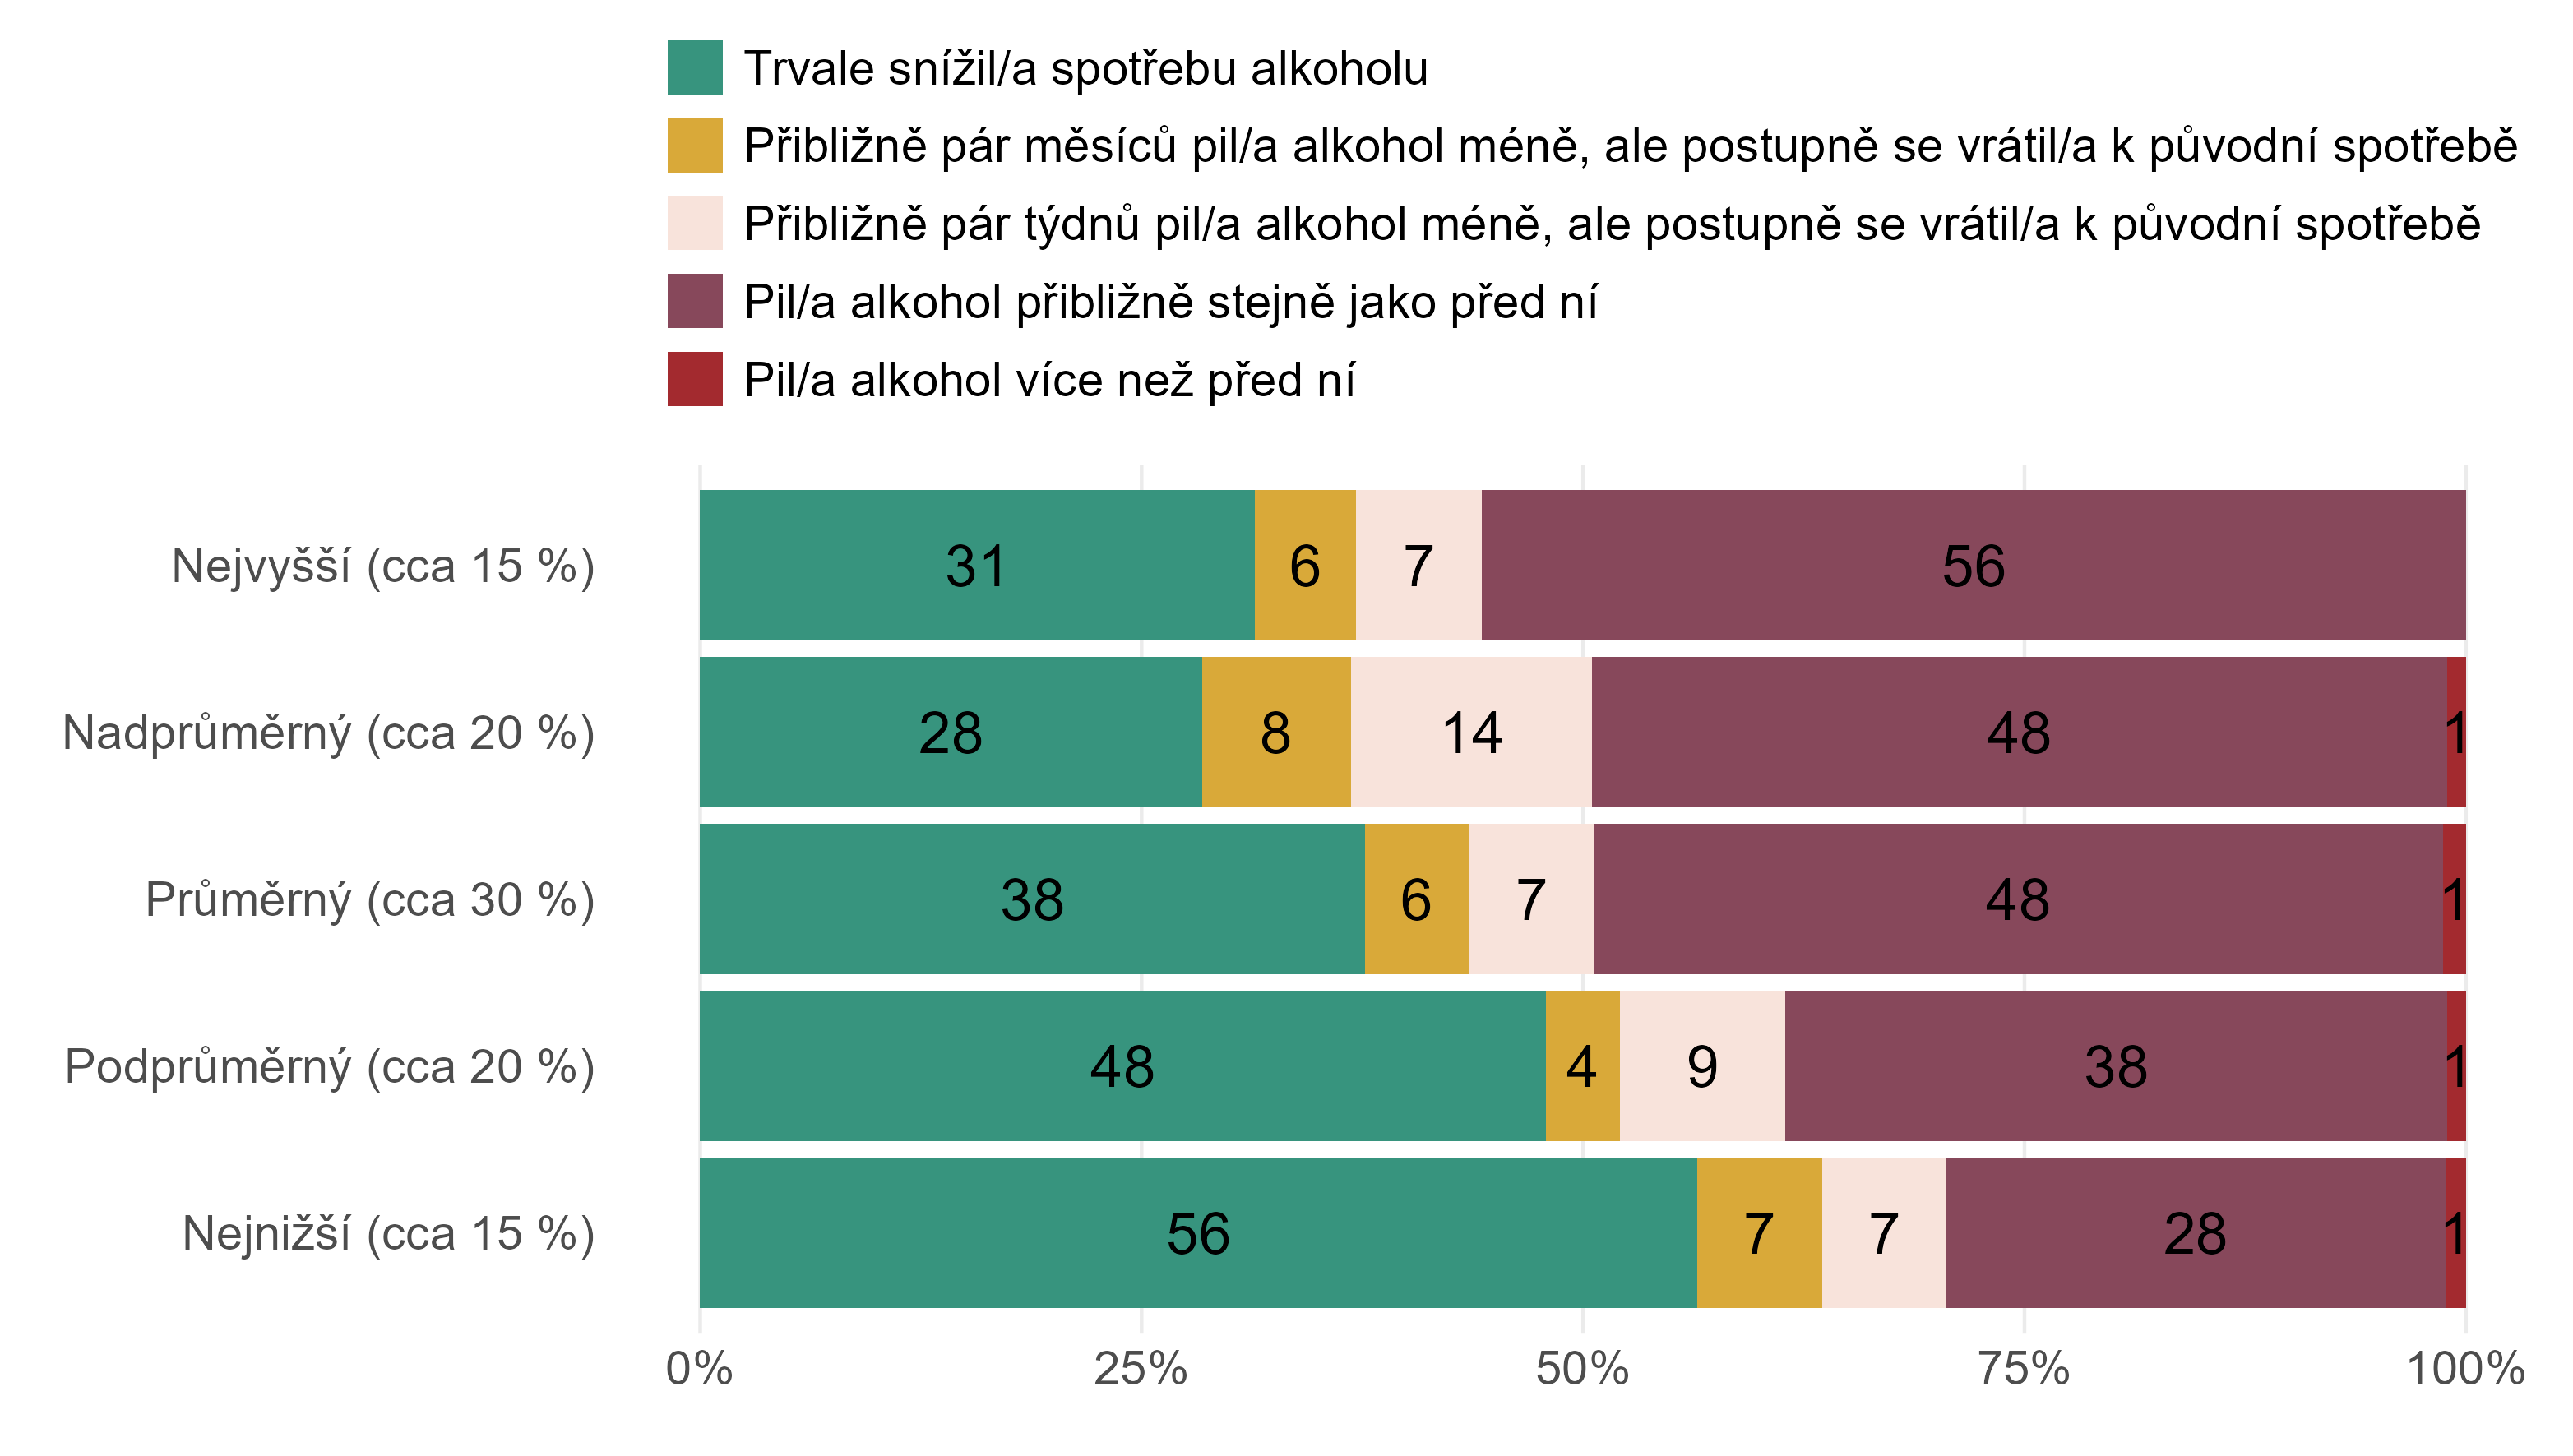 Trvale snížil/a spotřebu alkoholu
Přibližně pár měsíců pil/a alkohol méně, ale postupně se vrátil/a k původní spotřebě
Přibližně pár týdnů pil/a alkohol méně, ale postupně se vrátil/a k původní spotřebě
Pil/a alkohol přibližně stejně jako před ní
Pil/a alkohol více než před ní
Nejvyšší (cca 15 %) 31 6 7 56
Nadprůměrný (cca 20 %) 28 8 14 48 1
Průměrný (cca 30 %) 38 6 7 48 1
Podprůměrný (cca 20 %) 48 4 9 38 1
Nejnižší (cca 15 %) 56 7 7 28 1
0% 25% 50% 75% 100%